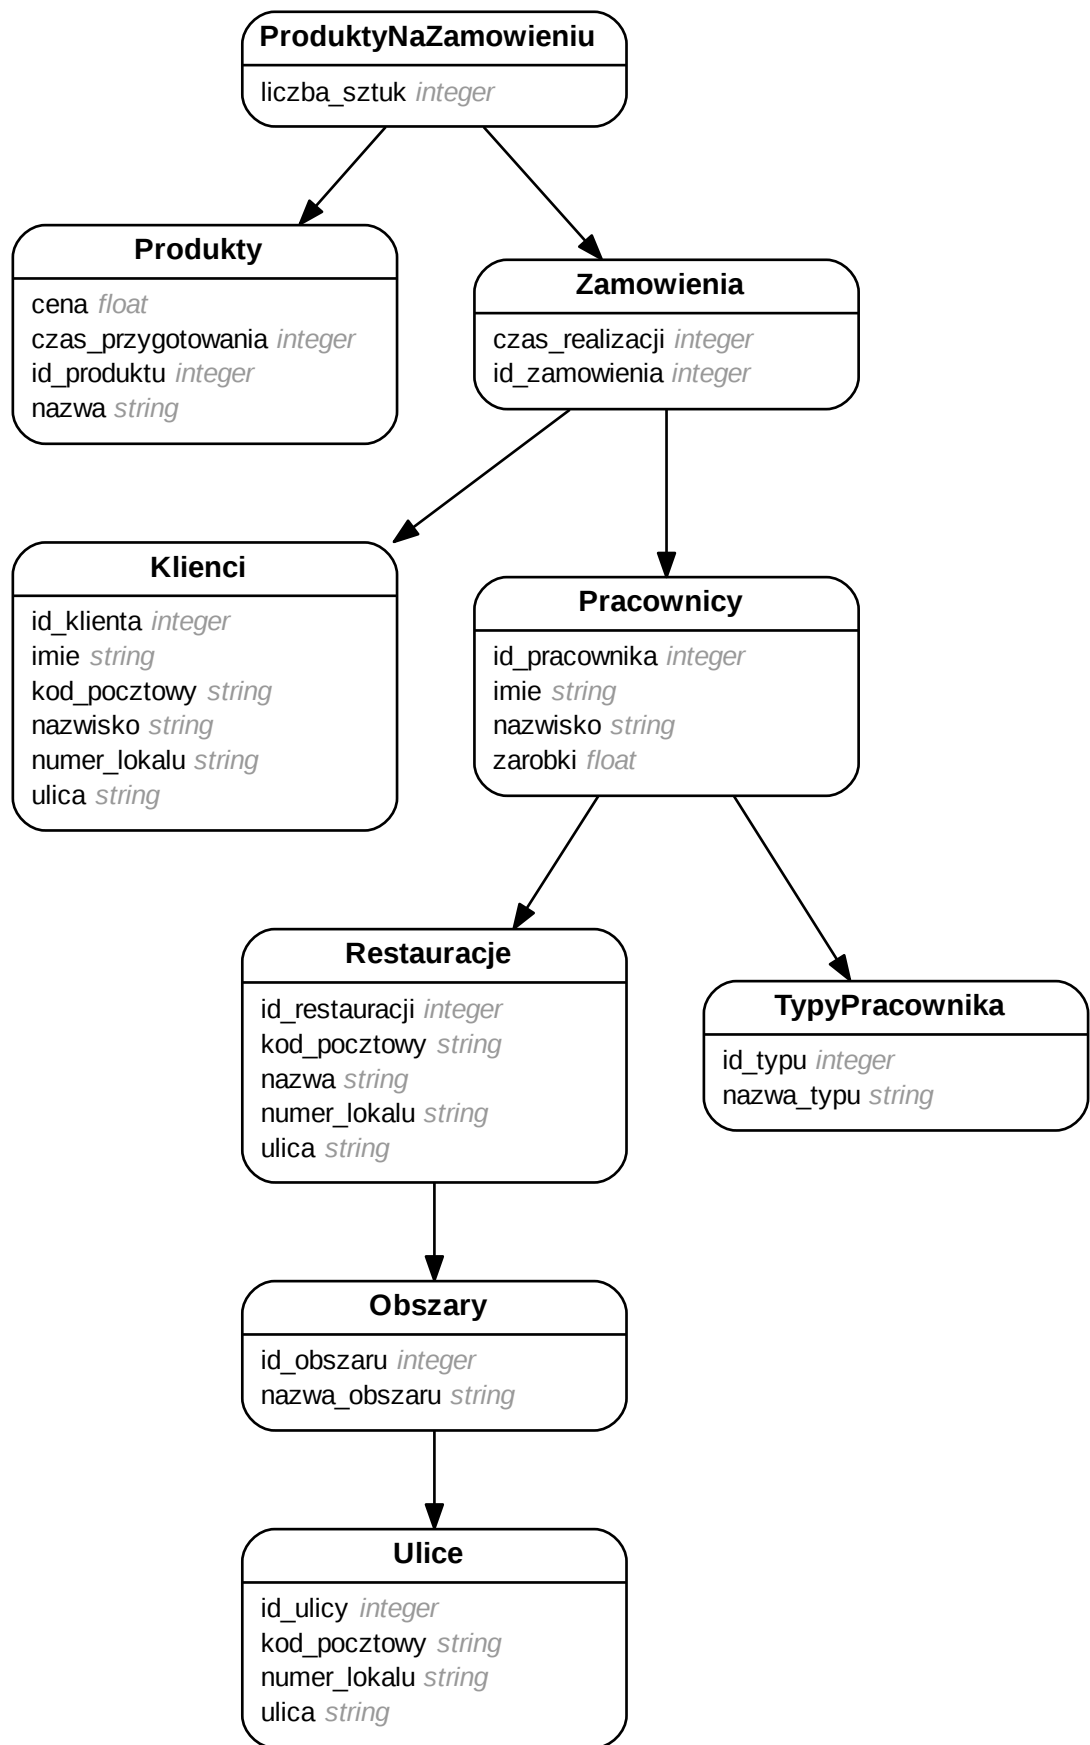 ProduktyNaZamowieniu
liczba_sztuk integer
Produkty
cena float
czas_przygotowania integer
id_produktu integer
nazwa string
Zamowienia
czas_realizacji integer
id_zamowienia integer
Klienci
id_klienta integer
imie string
kod_pocztowy string
nazwisko string
numer_lokalu string
ulica string
Pracownicy
id_pracownika integer
imie string
nazwisko string
zarobki float
Restauracje
id_restauracji integer
kod_pocztowy string
nazwa string
numer_lokalu string
ulica string
TypyPracownika
id_typu integer
nazwa_typu string
Obszary
id_obszaru integer
nazwa_obszaru string
Ulice
id_ulicy integer
kod_pocztowy string
numer_lokalu string
ulica string